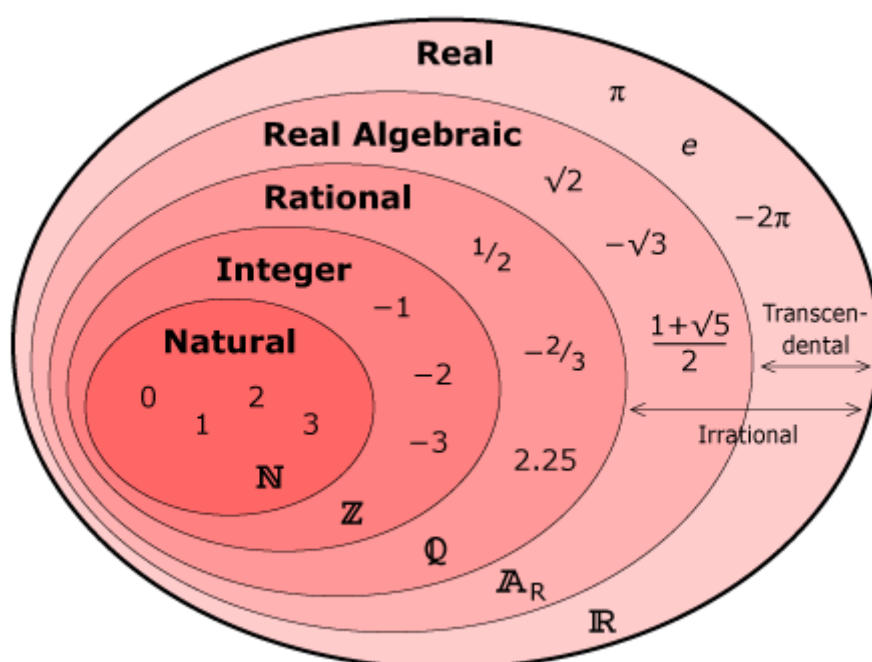 Real
π
Real Algebraic
e
√2
Rational
−2π
−√3
1/2
Integer
−1
1+√5
2
Transcen-
dental
Natural
−2/3
−2
0
2
1
3
Irrational
−3
2.25
ℕ
ℤ
ℚ
𝔸R
ℝ